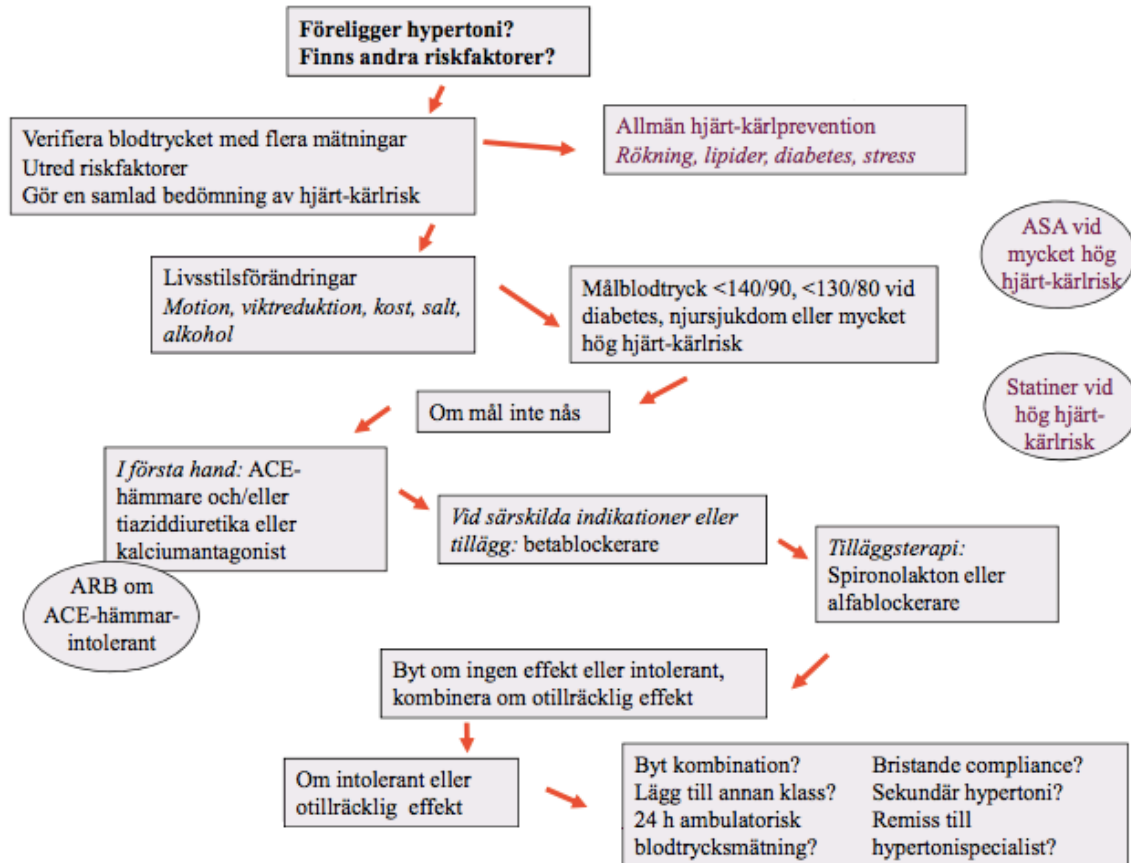 Föreligger hypertoni?
Finns andra riskfaktorer?
Verifiera blodtrycket med flera mätningar
Utred riskfaktorer
Gör en samlad bedömning av hjärt-kärlrisk
Allmän hjärt-kärlprevention
Rökning, lipider, diabetes, stress
ASA vid
mycket hög
hjärt-kärlrisk
Livsstilsförändringar
Motion, viktreduktion, kost, salt,
alkohol
Målblodtryck <140/90, <130/80 vid
diabetes, njursjukdom eller mycket
hög hjärt-kärlrisk
Statiner vid
hög hjärt-
kärlrisk
Om mål inte nås
I första hand: ACE-
hämmare och/eller
tiaziddiuretika eller
kalciumantagonist
ARB om
ACE-hämmar-
intolerant
Vid särskilda indikationer eller
tillägg: betablockerare
Tilläggsterapi:
Spironolakton eller
alfablockerare
Byt om ingen effekt eller intolerant,
kombinera om otillräcklig effekt
Om intolerant eller
otillräcklig effekt
Byt kombination?
Lägg till annan klass?
24 h ambulatorisk
blodtrycksmätning?
Bristande compliance?
Sekundär hypertoni?
Remiss till
hypertonispecialist?